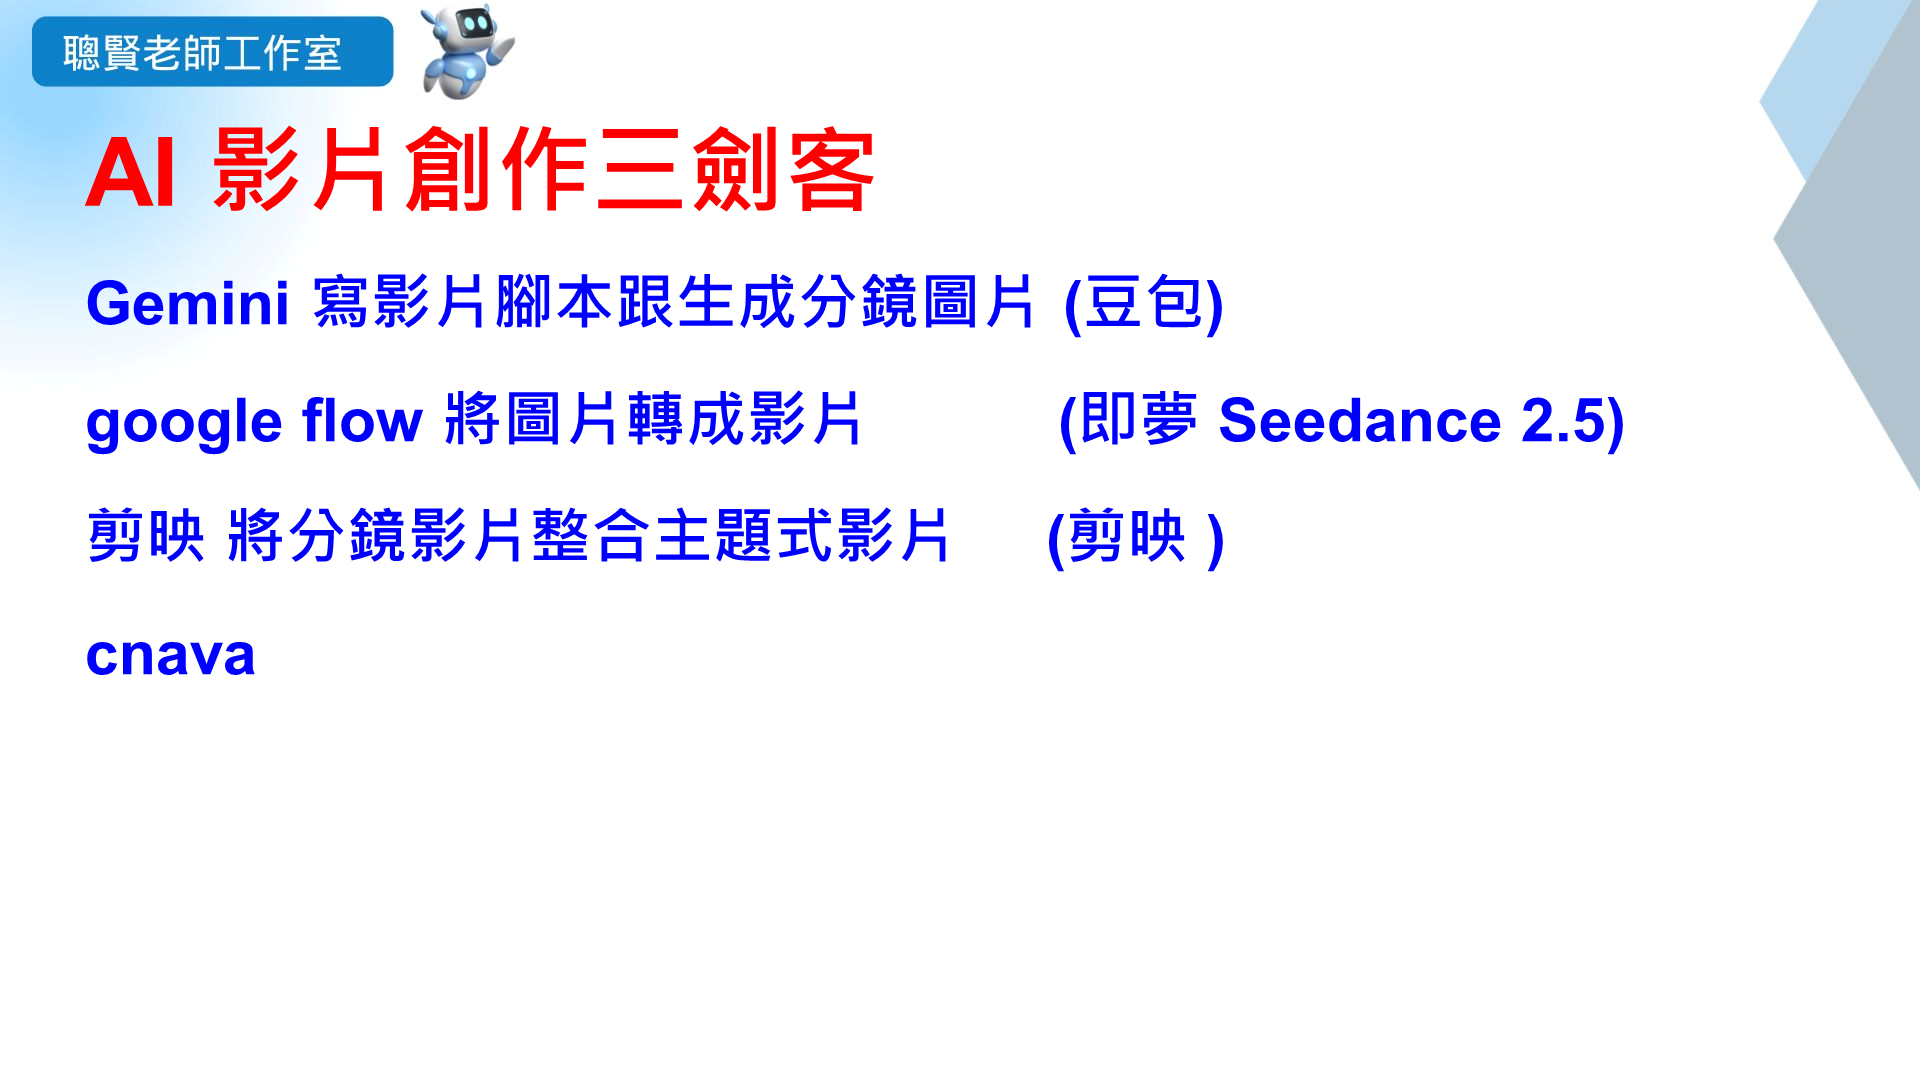 聰賢老師工作室
AI 影片創作三劍客
Gemini 寫影片腳本跟生成分鏡圖片 (豆包)
google flow 將圖片轉成影片 (即夢 Seedance 2.5)
剪映 將分鏡影片整合主題式影片 (剪映 )
cnava